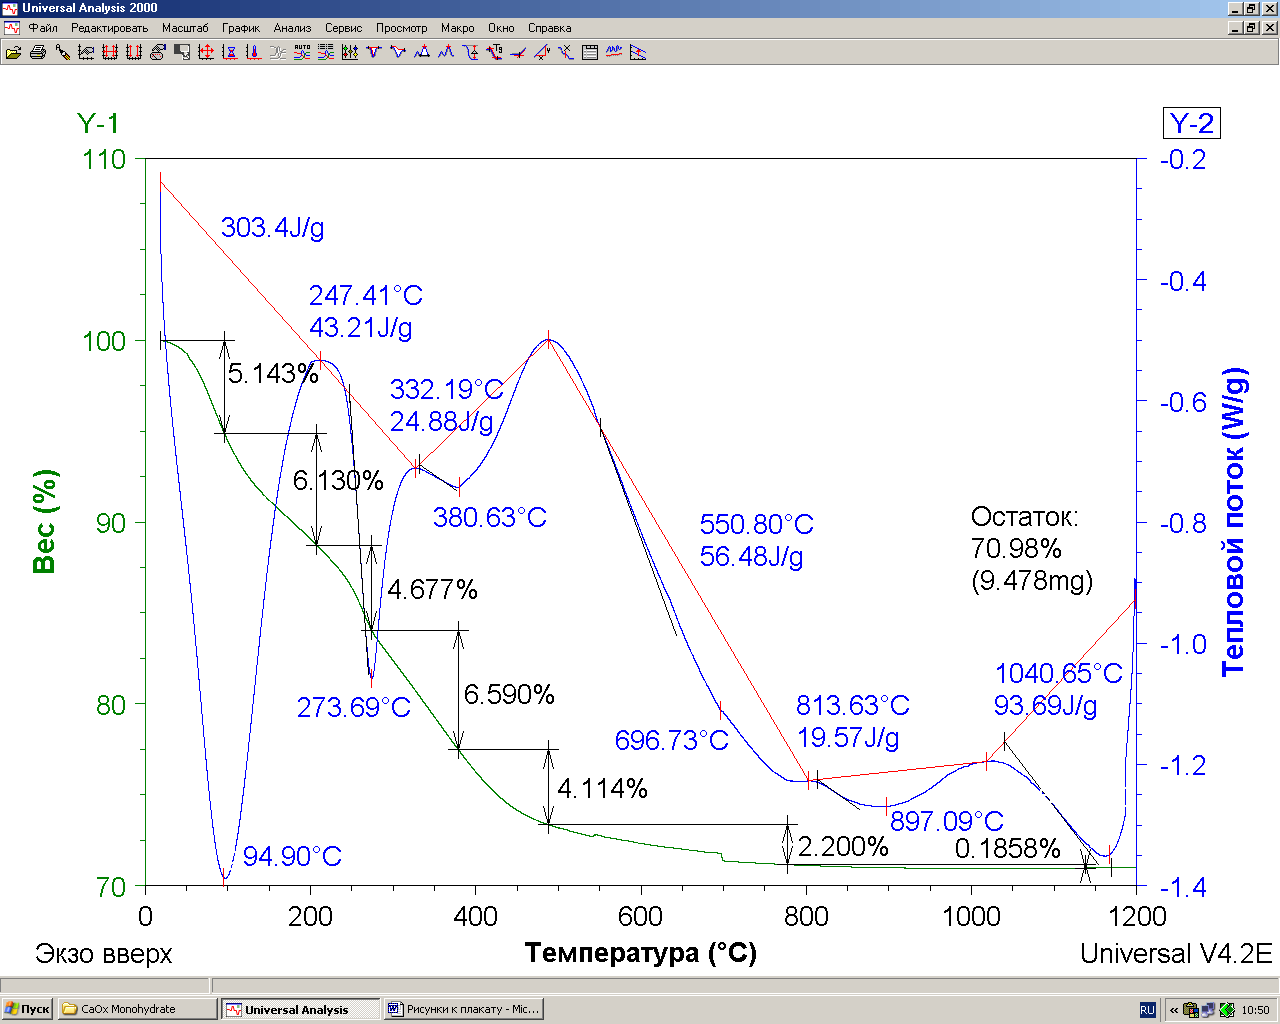 Universal Analysis 2000
Файл Редактировать Масштаб График Анализ Сервис Просмотр Макро Окно Справка
Y-1
Y-2
110
100
90
80
70
Вес (%)
-0.2
-0.4
-0.6
-0.8
-1.0
-1.2
-1.4
Тепловой поток (W/g)
303.4J/g
247.41°C
43.21J/g
5.143%
332.19°C
24.88J/g
6.130%
380.63°C
550.80°C
56.48J/g
Остаток:
70.98%
(9.478mg)
4.677%
273.69°C
6.590%
696.73°C
813.63°C
19.57J/g
1040.65°C
93.69J/g
4.114%
897.09°C
94.90°C
2.200%
0.1858%
0 200 400 600 800 1000 1200
Экзо вверх
Температура (°C)
Universal V4.2E
Пуск
CaOx Monohydrate
Universal Analysis
Рисунки к плакату - Mic...
RU
10:50